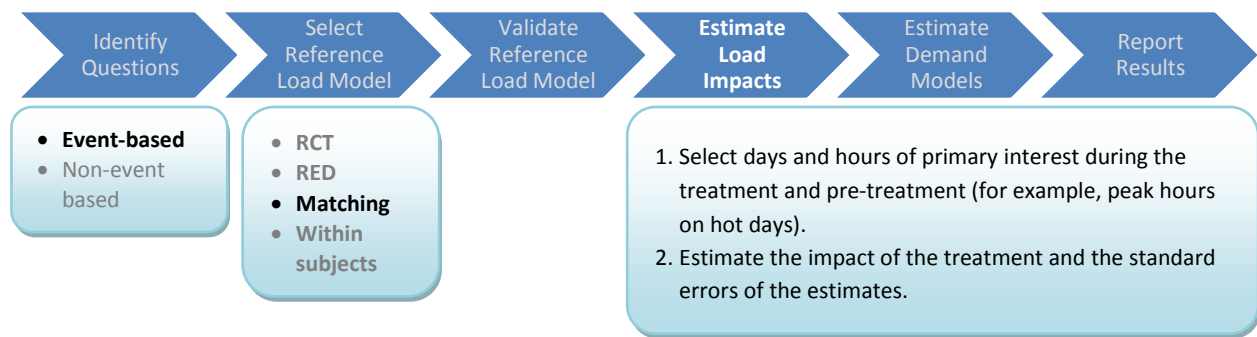 Identify
Questions
Select
Reference
Load Model
Validate
Reference
Load Model
Estimate
Load
Impacts
Estimate
Demand
Models
Report
Results
• Event-based
• Non-event
based
• RCT
• RED
• Matching
• Within
subjects
1. Select days and hours of primary interest during the
treatment and pre-treatment (for example, peak hours
on hot days).
2. Estimate the impact of the treatment and the standard
errors of the estimates.